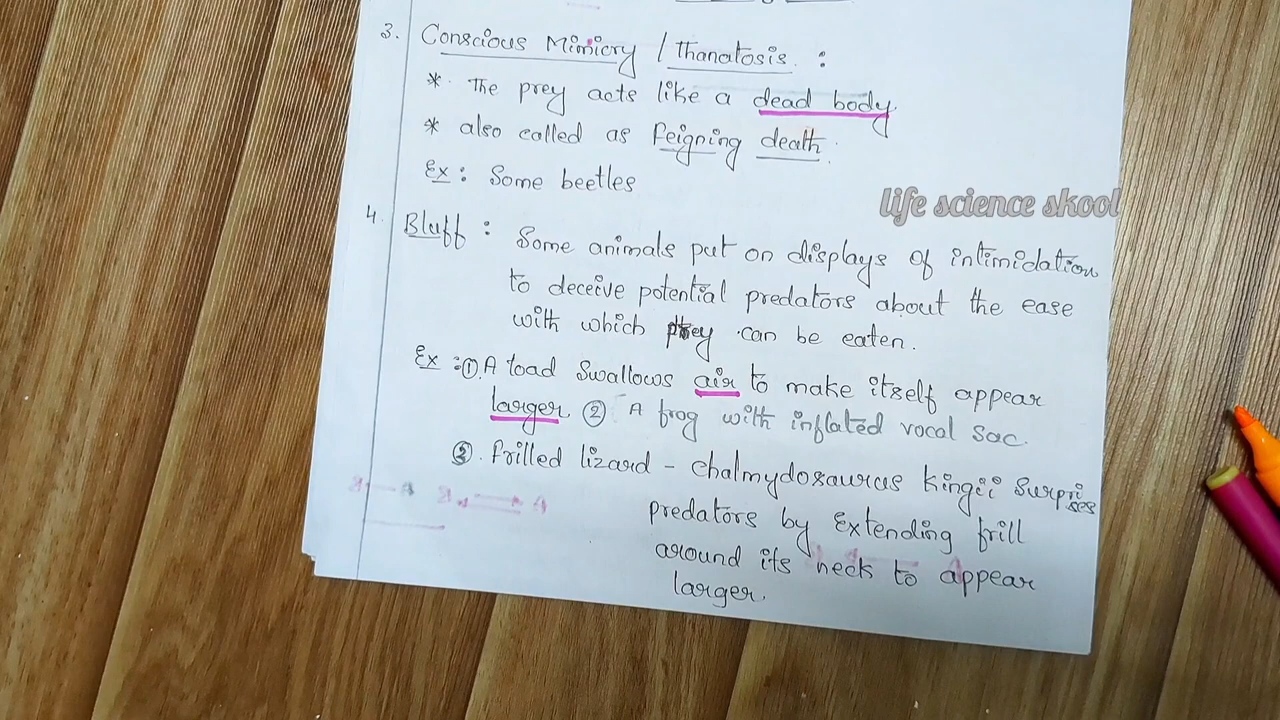 3. Conscious Mimicry / Thanatosis :
* The prey acts like a dead body
* also called as Feigning death.
Ex : Some beetles
life science skool
4. Bluff : Some animals put on displays of intimidation
to deceive potential predators about the ease
with which they can be eaten.
Ex : ① A toad swallows air to make itself appear
larger. ② A frog with inflated vocal sac.
③ Frilled lizard - chalmydosaurus kingii surprises
predators by extending frill
around its neck to appear
larger.